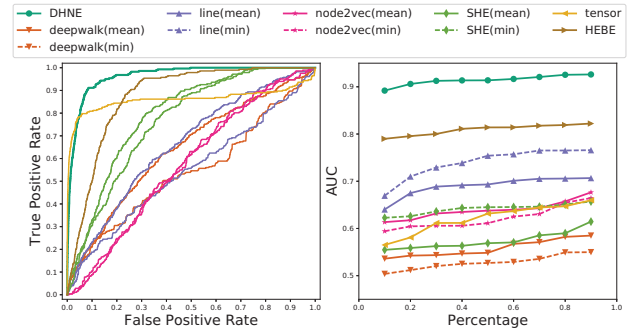 DHNE line(mean) node2vec(mean) SHE(mean) tensor
deepwalk(mean) line(min) node2vec(min) SHE(min) HEBE
deepwalk(min)
True Positive Rate
1.0
0.9
0.8
0.7
0.6
0.5
0.4
0.3
0.2
0.1
0.0
0.0 0.1 0.2 0.3 0.4 0.5 0.6 0.7 0.8 0.9 1.0
False Positive Rate
AUC
0.9
0.8
0.7
0.6
0.5
0.0 0.2 0.4 0.6 0.8 1.0
Percentage